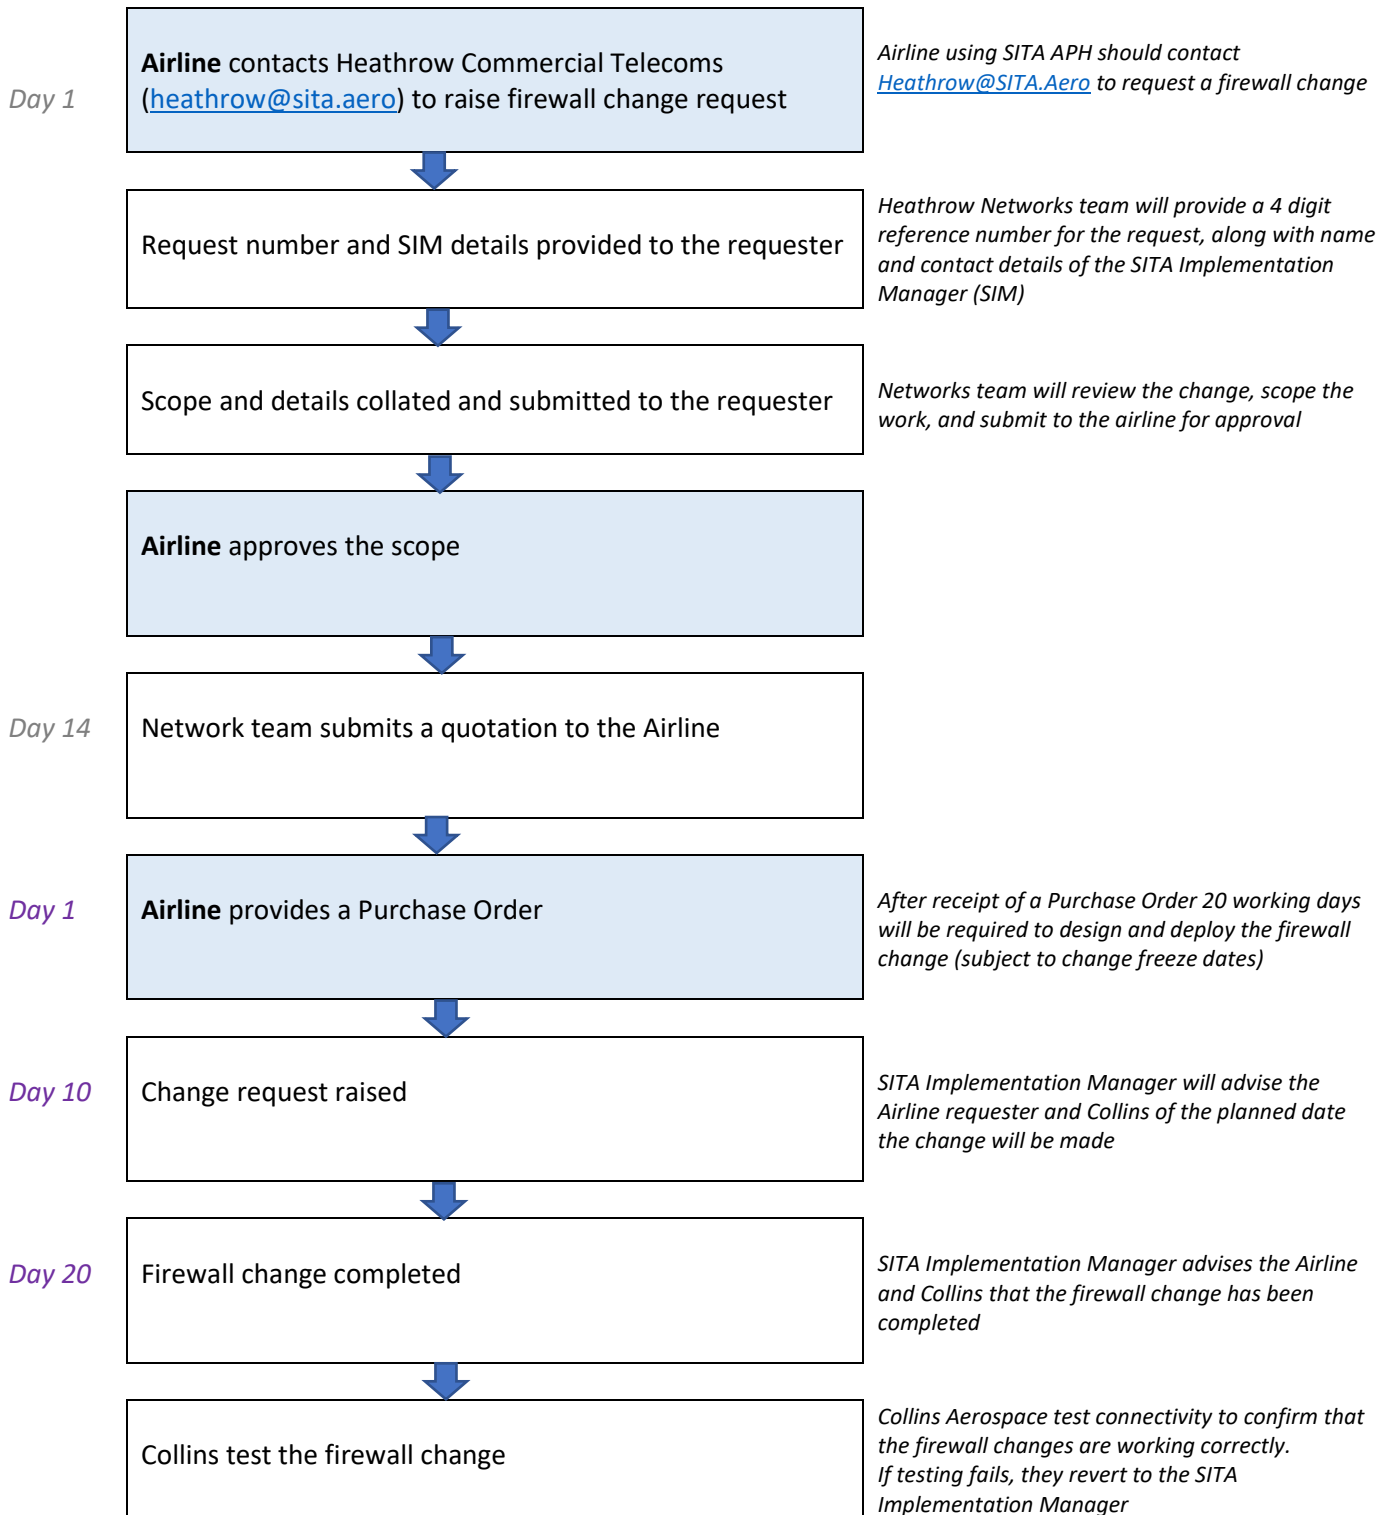 Day 1
Airline contacts Heathrow Commercial Telecoms
(heathrow@sita.aero) to raise firewall change request
Airline using SITA APH should contact
Heathrow@SITA.Aero to request a firewall change
Request number and SIM details provided to the requester
Heathrow Networks team will provide a 4 digit
reference number for the request, along with name
and contact details of the SITA Implementation
Manager (SIM)
Scope and details collated and submitted to the requester
Networks team will review the change, scope the
work, and submit to the airline for approval
Airline approves the scope
Day 14
Network team submits a quotation to the Airline
Day 1
Airline provides a Purchase Order
After receipt of a Purchase Order 20 working days
will be required to design and deploy the firewall
change (subject to change freeze dates)
Day 10
Change request raised
SITA Implementation Manager will advise the
Airline requester and Collins of the planned date
the change will be made
Day 20
Firewall change completed
SITA Implementation Manager advises the Airline
and Collins that the firewall change has been
completed
Collins test the firewall change
Collins Aerospace test connectivity to confirm that
the firewall changes are working correctly.
If testing fails, they revert to the SITA
Implementation Manager